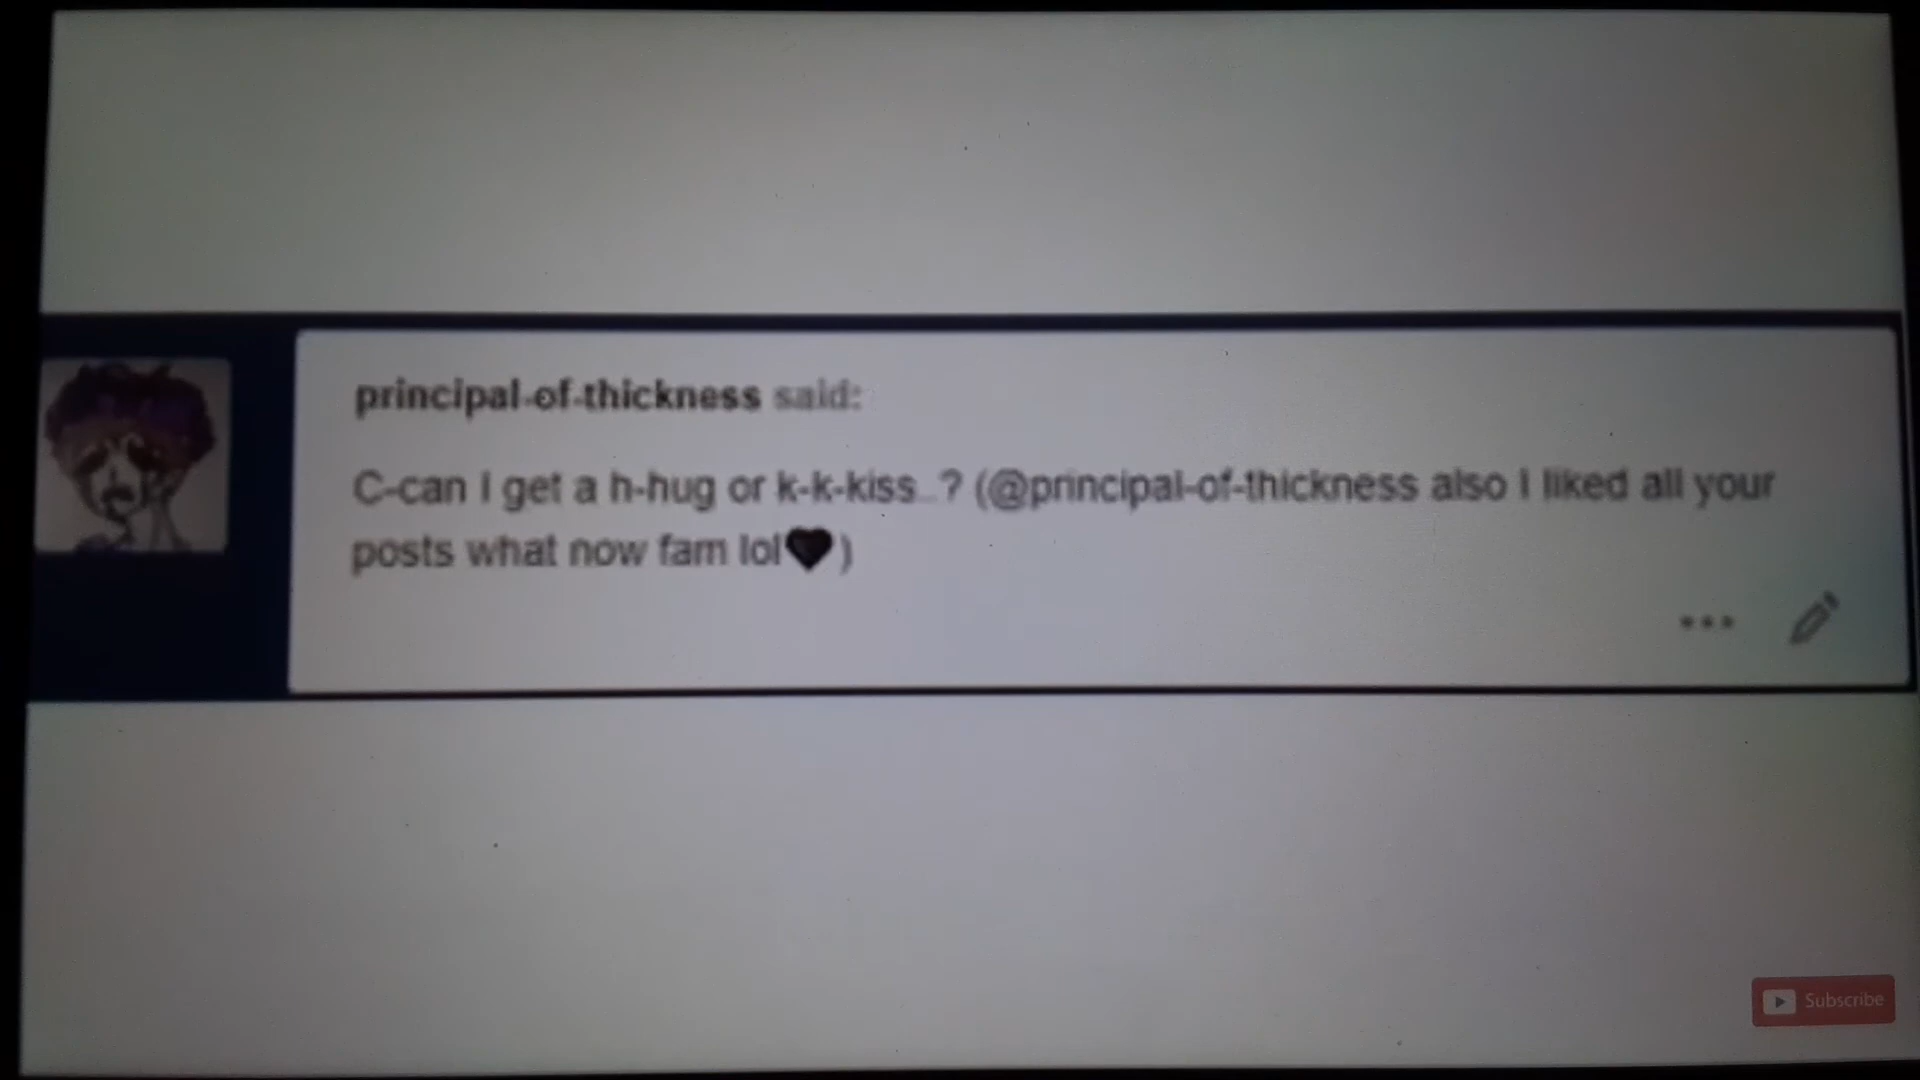 principal-of-thickness said:
C-can I get a h-hug or k-k-kiss..? (@principal-of-thickness also I liked all your
posts what now fam lol🖤)
Subscribe